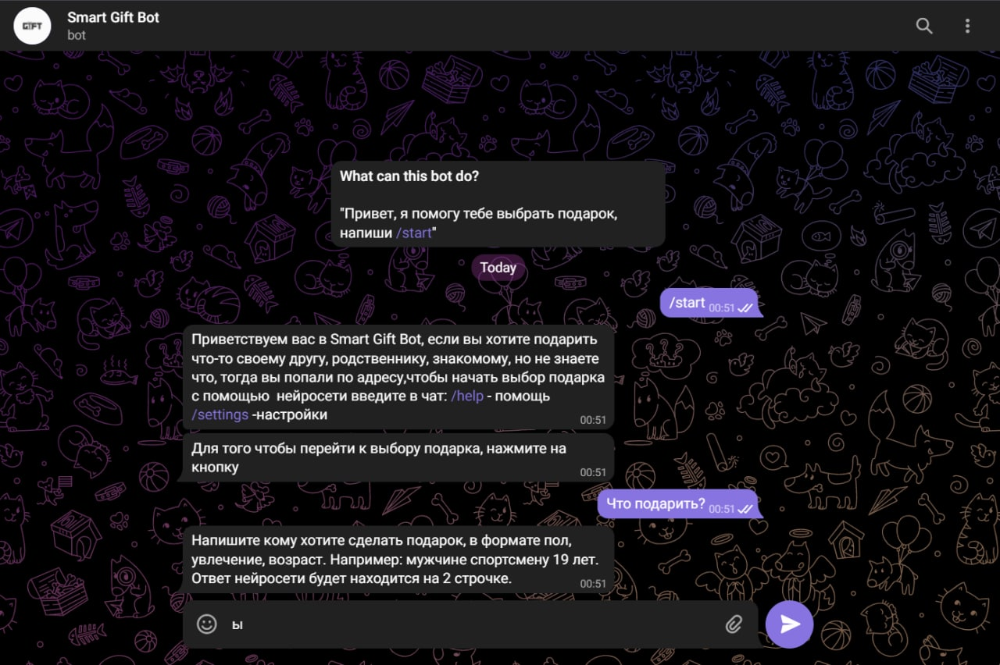 GIFT
Smart Gift Bot
bot
What can this bot do?
"Привет, я помогу тебе выбрать подарок,
напиши /start"
Today
/start 00:51
Приветствуем вас в Smart Gift Bot, если вы хотите подарить
что-то своему другу, родственнику, знакомому, но не знаете
что, тогда вы попали по адресу,чтобы начать выбор подарка
с помощью  нейросети введите в чат: /help - помощь
/settings -настройки
00:51
Для того чтобы перейти к выбору подарка, нажмите на
кнопку
00:51
Что подарить? 00:51
Напишите кому хотите сделать подарок, в формате пол,
увлечение, возраст. Например: мужчине спортсмену 19 лет.
Ответ нейросети будет находится на 2 строчке.
00:51
ы